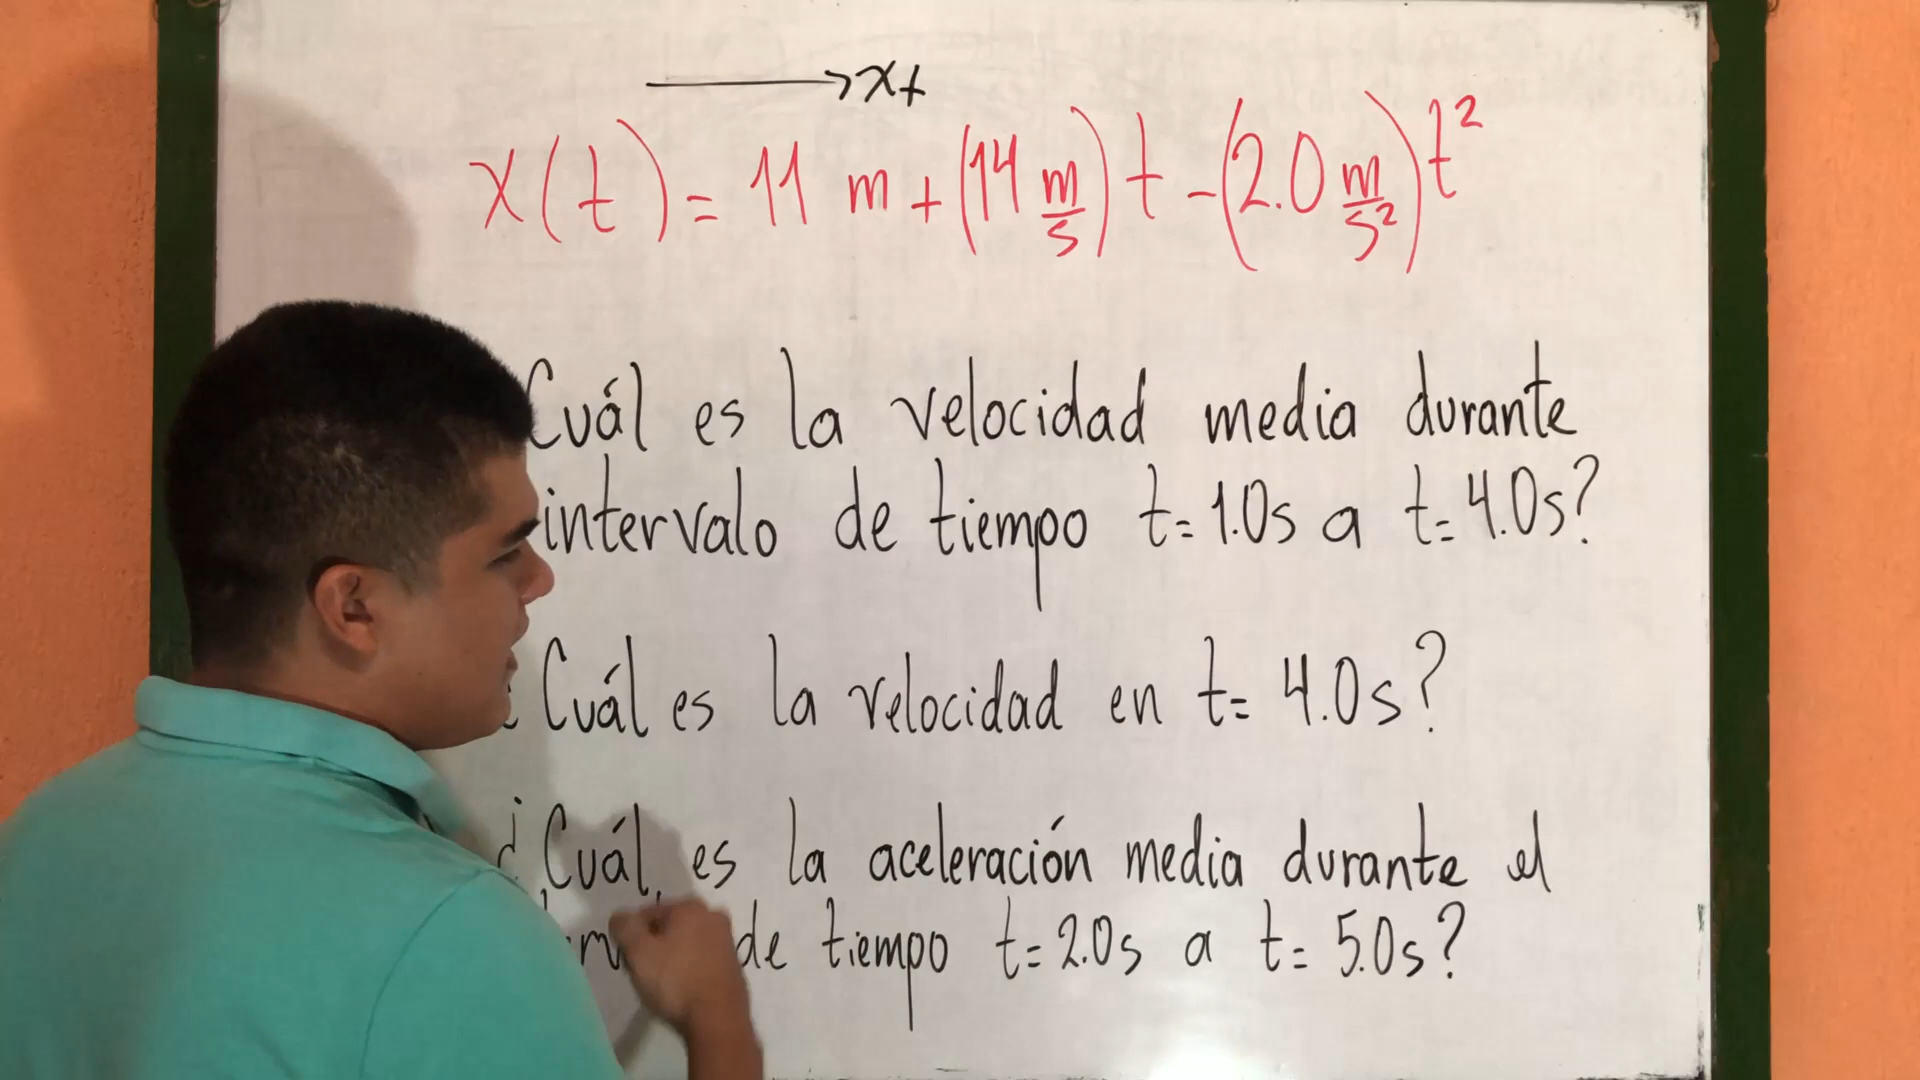 →x+
x(t) = 11 m + (14 m/s) t - (2.0 m/s²) t²
Cuál es la velocidad media durante
intervalo de tiempo t= 1.0s a t= 4.0s?
¿Cuál es la velocidad en t= 4.0s?
¿Cuál es la aceleración media durante el
de tiempo t= 2.0s a t= 5.0s?